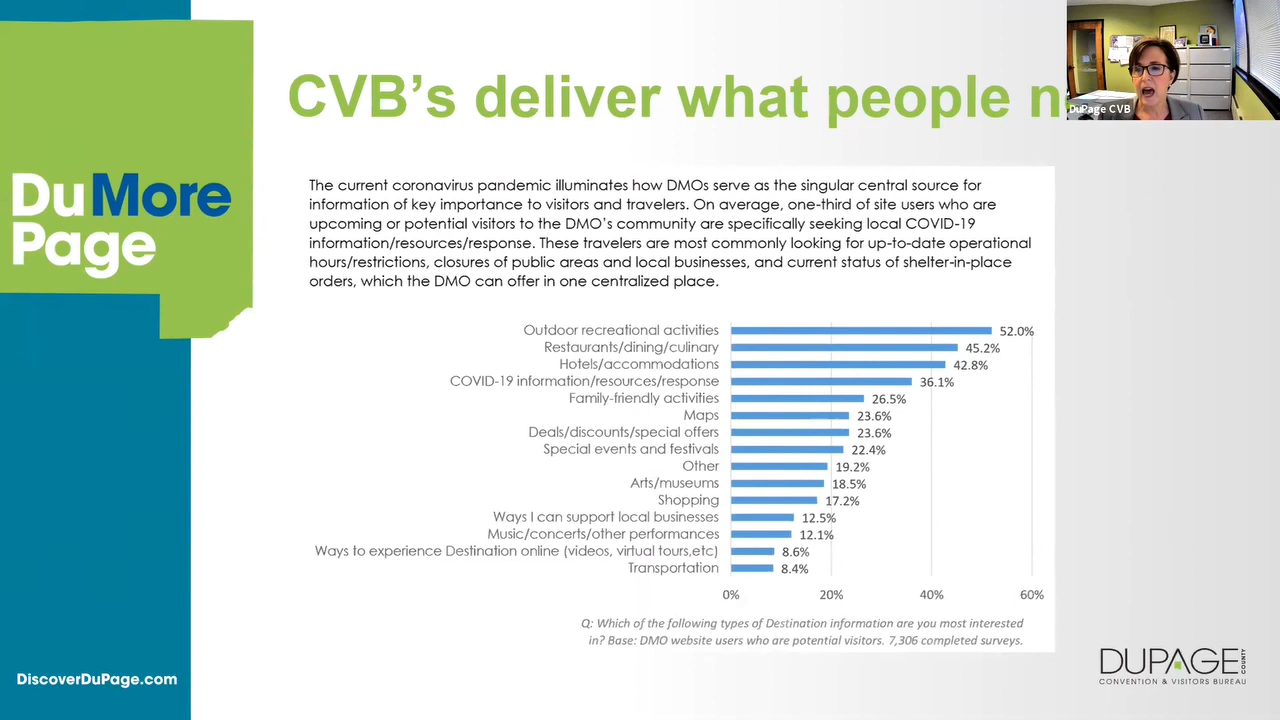 CVB’s deliver what people
DuPage CVB
DuMore
Page
The current coronavirus pandemic illuminates how DMOs serve as the singular central source for
information of key importance to visitors and travelers. On average, one-third of site users who are
upcoming or potential visitors to the DMO’s community are specifically seeking local COVID-19
information/resources/response. These travelers are most commonly looking for up-to-date operational
hours/restrictions, closures of public areas and local businesses, and current status of shelter-in-place
orders, which the DMO can offer in one centralized place.
Outdoor recreational activities 52.0%
Restaurants/dining/culinary 45.2%
Hotels/accommodations 42.8%
COVID-19 information/resources/response 36.1%
Family-friendly activities 26.5%
Maps 23.6%
Deals/discounts/special offers 23.6%
Special events and festivals 22.4%
Other 19.2%
Arts/museums 18.5%
Shopping 17.2%
Ways I can support local businesses 12.5%
Music/concerts/other performances 12.1%
Ways to experience Destination online (videos, virtual tours,etc) 8.6%
Transportation 8.4%
0% 20% 40% 60%
Q: Which of the following types of Destination information are you most interested
in? Base: DMO website users who are potential visitors. 7,306 completed surveys.
DiscoverDuPage.com
DUPAGE COUNTY
CONVENTION & VISITORS BUREAU